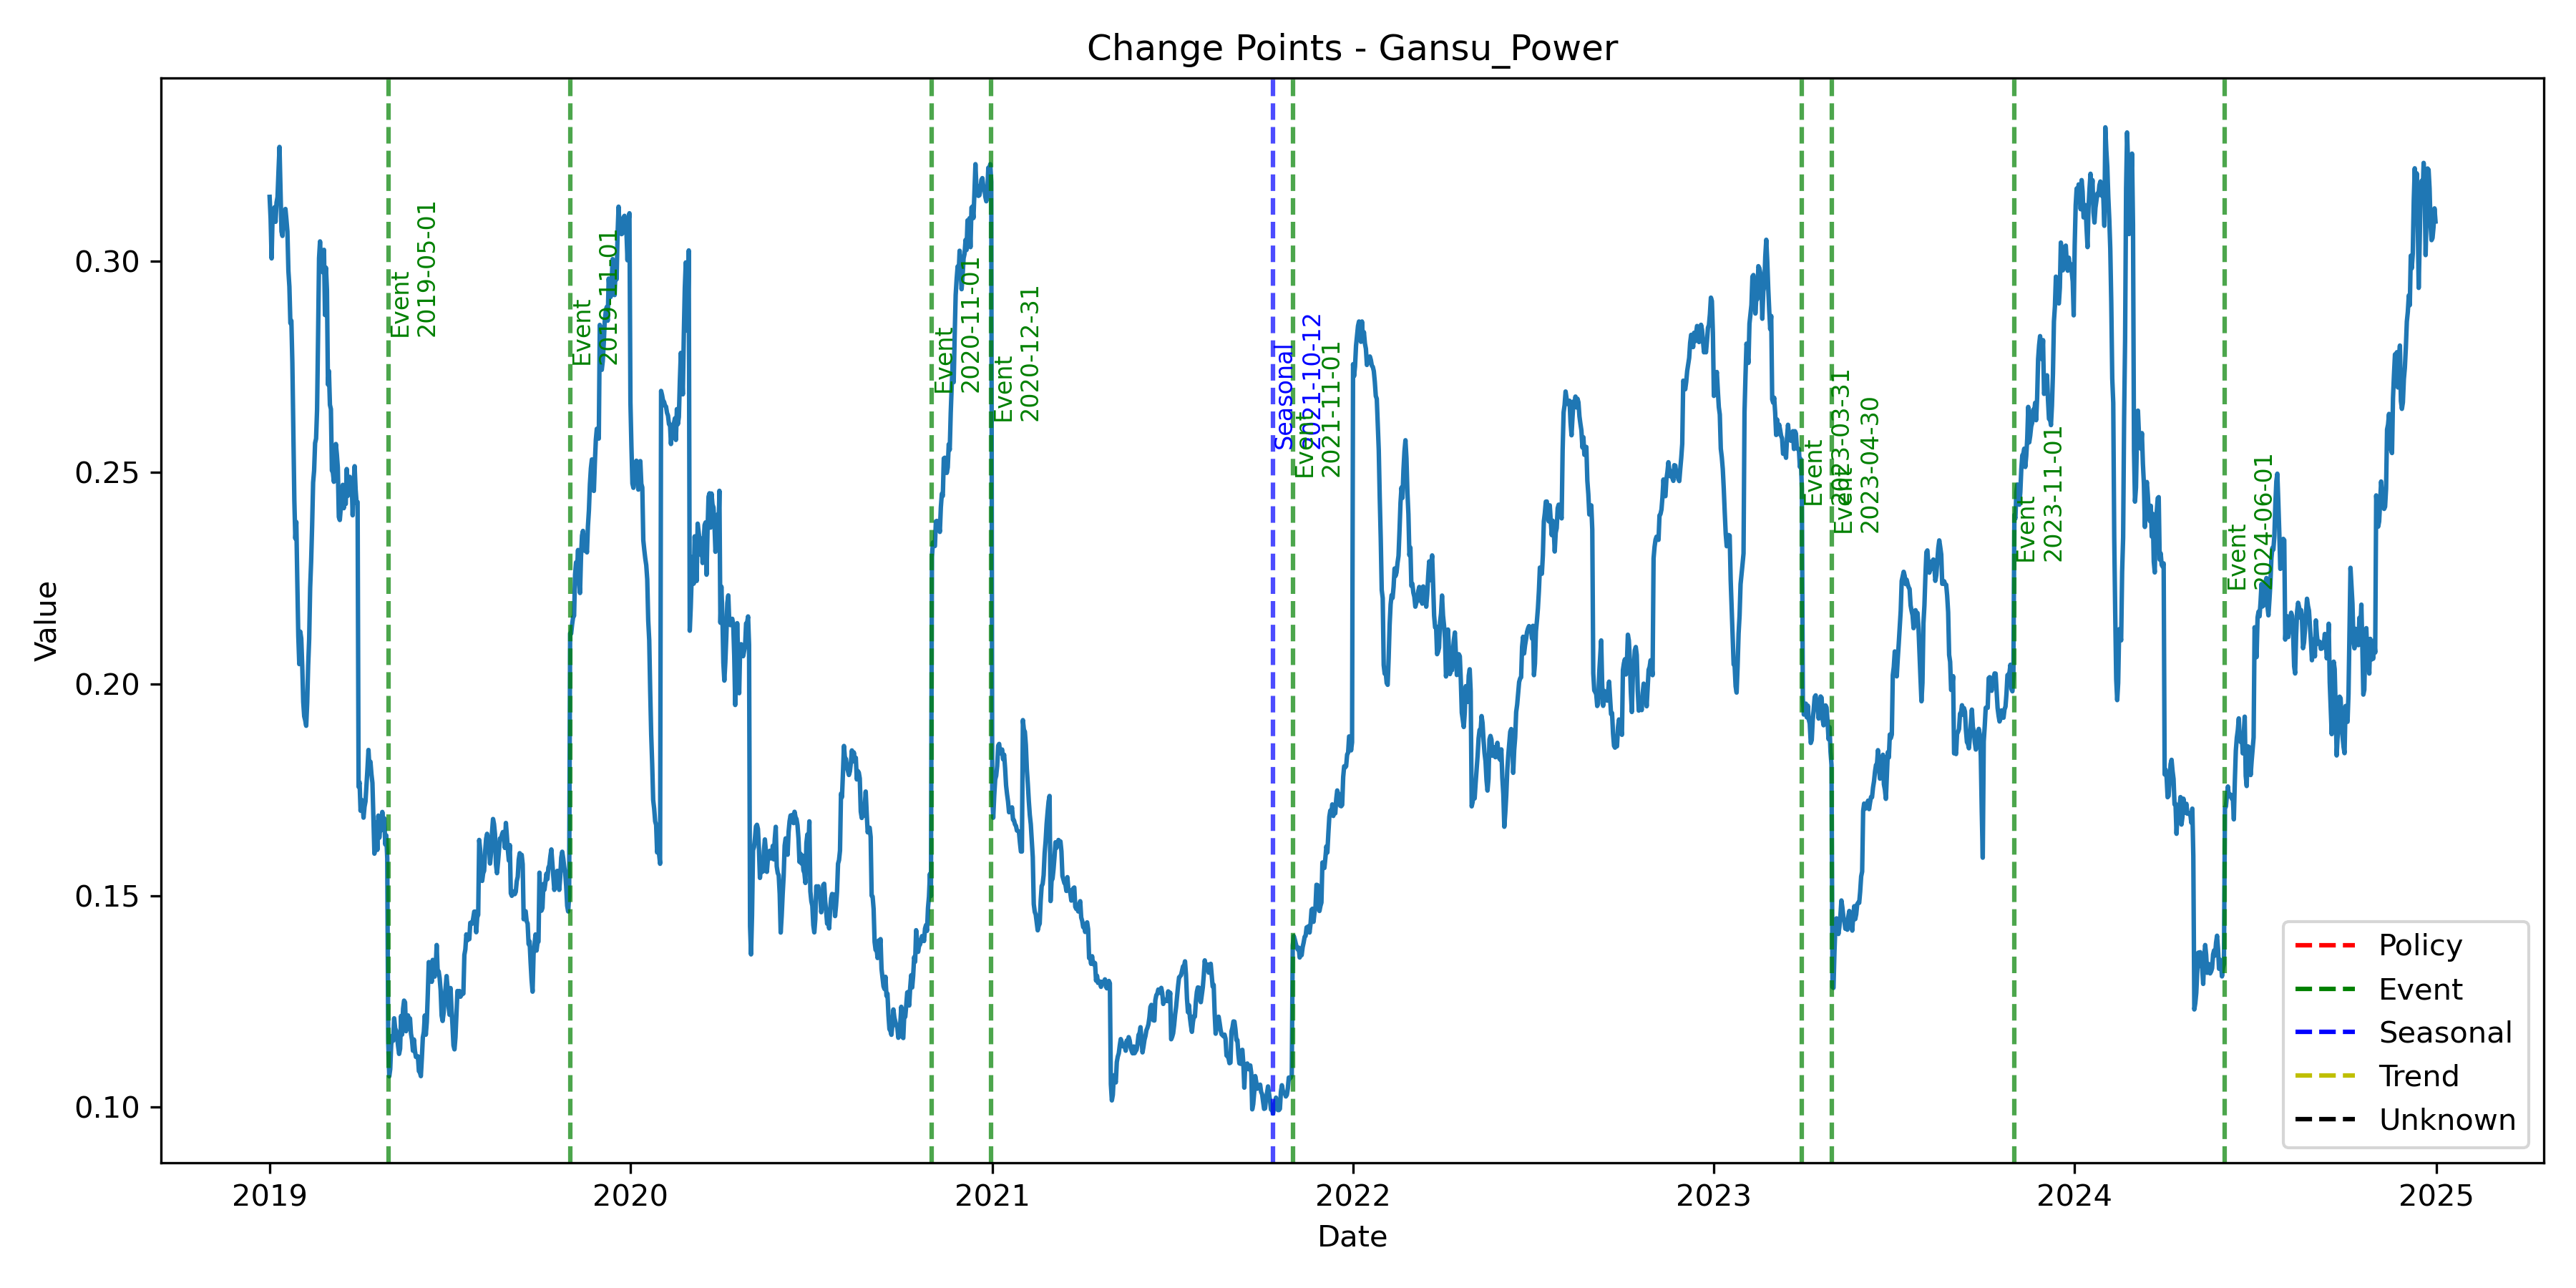 Change Points - Gansu_Power
Value
0.30
0.25
0.20
0.15
0.10
Event
2019-05-01
Event
2019-11-01
Event
2020-11-01
Event
2020-12-31
Seasonal
2021-10-12
Event
2021-11-01
Event
2023-03-31
Event
2023-04-30
Event
2023-11-01
Event
2024-06-01
Policy
Event
Seasonal
Trend
Unknown
2019
2020
2021
2022
2023
2024
2025
Date